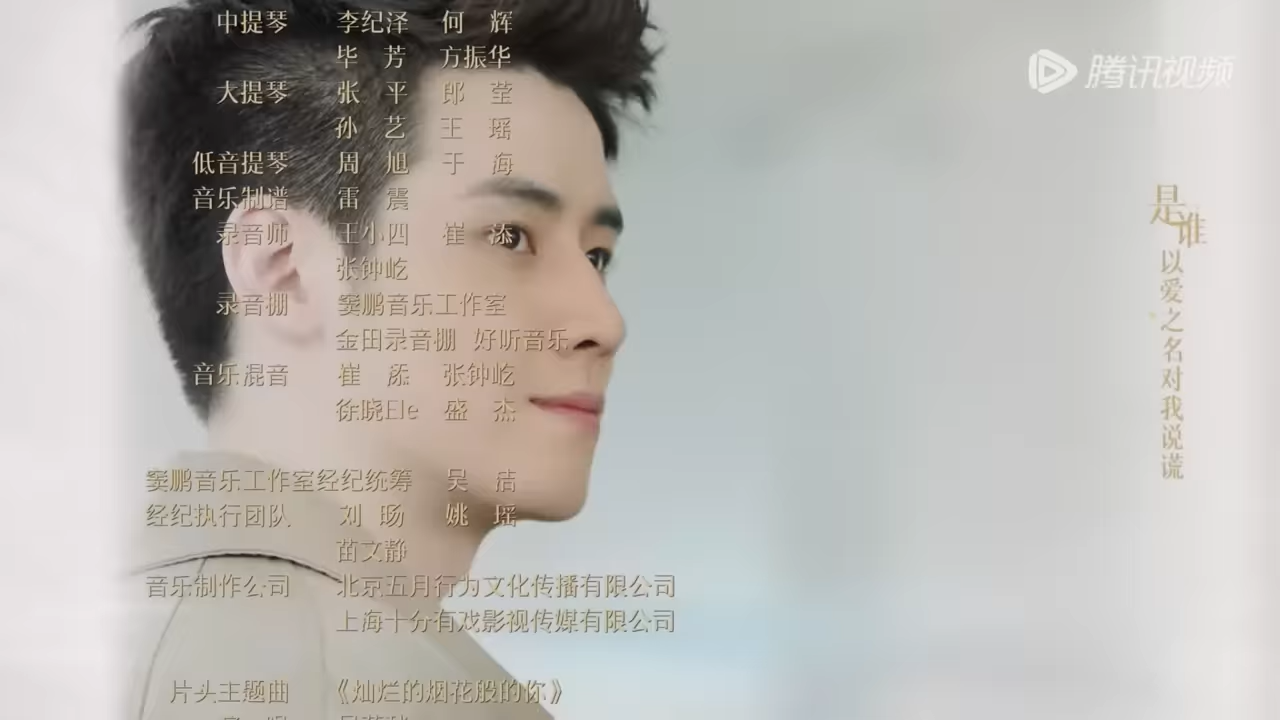 中提琴 李纪泽 何 辉
毕 芳 方振华
大提琴 张 平 郎 莹
孙 艺 王 瑶
低音提琴 周 旭 于 海
音乐制谱 雷 震
录音师 王小四 崔 添
张钟屹
录音棚 窦鹏音乐工作室
金田录音棚 好听音乐
音乐混音 崔 添 张钟屹
徐晓Ele 盛 杰
窦鹏音乐工作室经纪统筹 吴 洁
经纪执行团队 刘 旸 姚 瑶
苗文静
音乐制作公司 北京五月行为文化传播有限公司
上海十分有戏影视传媒有限公司
片头主题曲 《灿烂的烟花般的你》
腾讯视频
是谁
以爱之名对我说谎